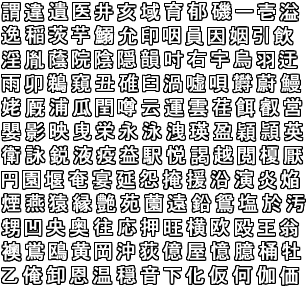 謂違遺医井亥域育郁磯一壱溢
逸稲茨芋鰯允印咽員因姻引飲
淫胤蔭院陰隠韻吋右宇烏羽迂
雨卯鵜窺丑碓臼渦嘘唄欝蔚鰻
姥厩浦瓜閏噂云運雲荏餌叡営
嬰影映曳栄永泳洩瑛盈穎頴英
衛詠鋭液疫益駅悦謁越閲榎厭
円園堰奄宴延怨掩援沿演炎焔
煙燕猿縁艶苑薗遠鉛鴛塩於汚
甥凹央奥往応押旺横欧殴王翁
襖鴬鴎黄岡沖荻億屋憶臆桶牡
乙俺卸恩温穏音下化仮何伽価